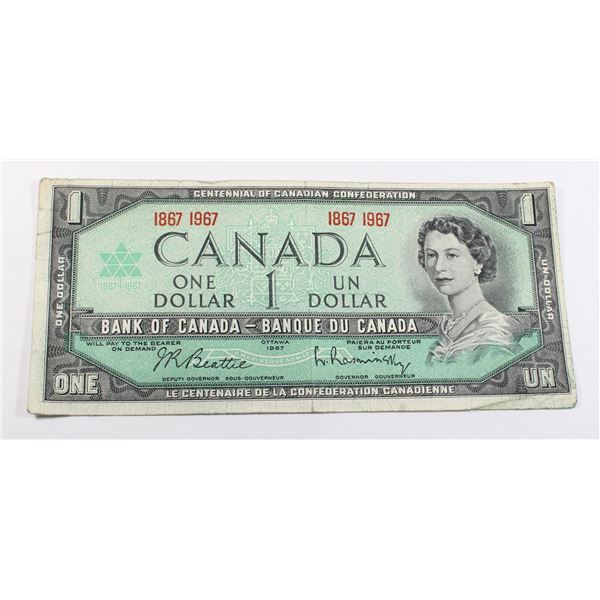 CENTENNIAL OF CANADIAN CONFEDERATION
1 1867 1967 1867 1967 1
CANADA
1867 1967
ONE DOLLAR
ONE 1 UN
DOLLAR DOLLAR
UN·DOLLAR
BANK OF CANADA – BANQUE DU CANADA
WILL PAY TO THE BEARER
ON DEMAND
OTTAWA
1967
PAIERA AU PORTEUR
SUR DEMANDE
J.R. Beattie L. Rasminsky
DEPUTY GOVERNOR SOUS-GOUVERNEUR
GOVERNOR GOUVERNEUR
ONE UN
LE CENTENAIRE DE LA CONFÉDÉRATION CANADIENNE